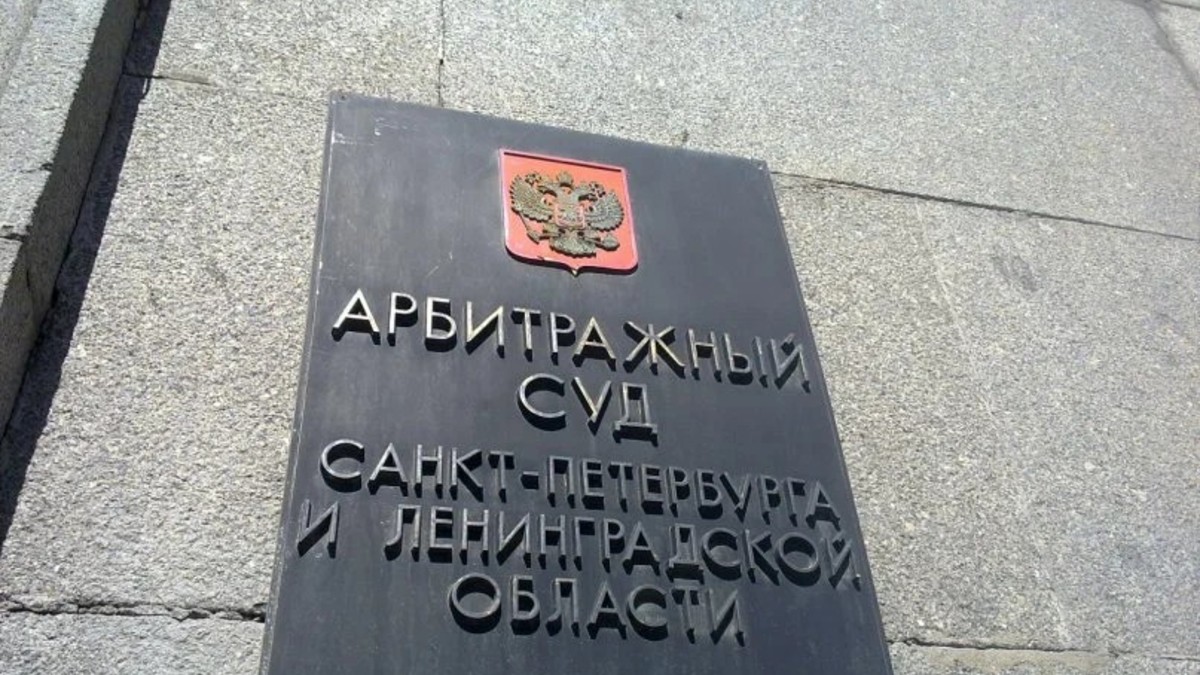 АРБИТРАЖНЫЙ
СУД
САНКТ-ПЕТЕРБУРГА
И ЛЕНИНГРАДСКОЙ
ОБЛАСТИ